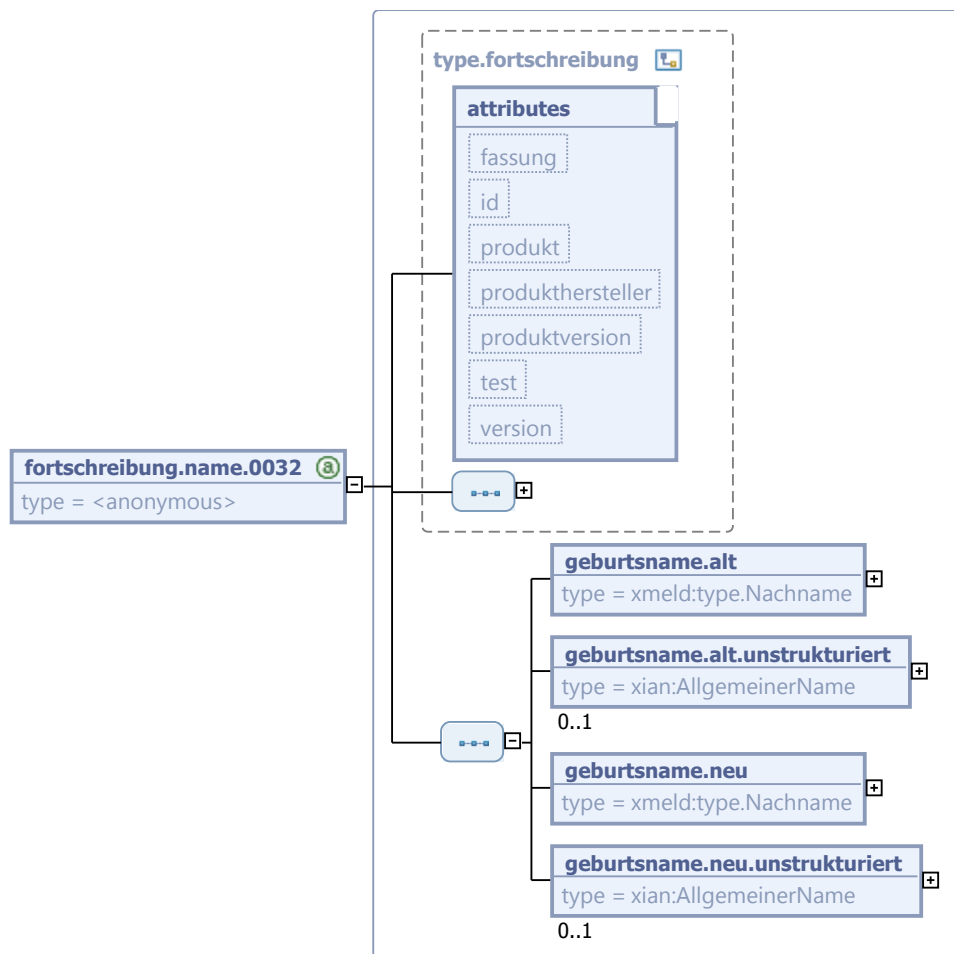 type.fortschreibung
attributes
fassung
id
produkt
produkthersteller
produktversion
test
version
fortschreibung.name.0032 a
type = <anonymous>
geburtsname.alt
type = xmeld:type.Nachname
geburtsname.alt.unstrukturiert
type = xian:AllgemeinerName
0..1
geburtsname.neu
type = xmeld:type.Nachname
geburtsname.neu.unstrukturiert
type = xian:AllgemeinerName
0..1